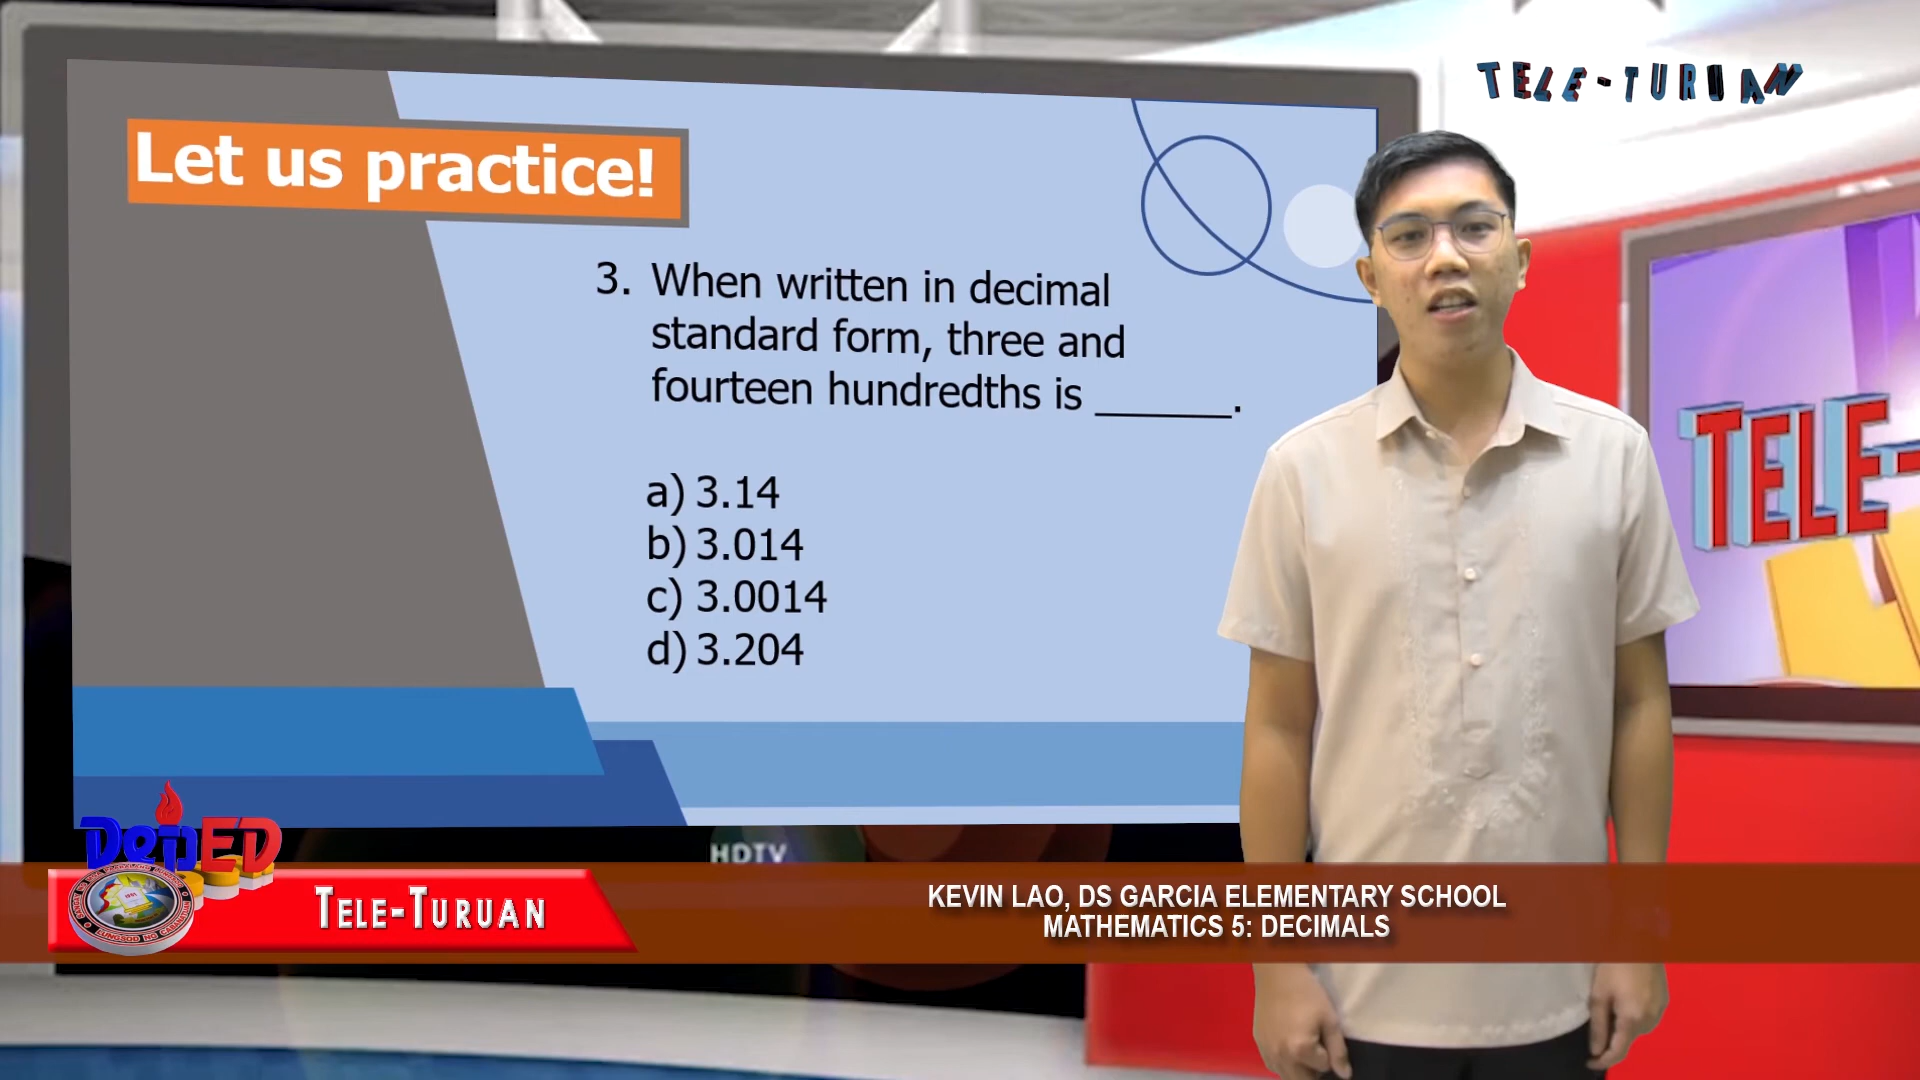 TELE-TURUAN
Let us practice!
3. When written in decimal
standard form, three and
fourteen hundredths is ______.
a) 3.14
b) 3.014
c) 3.0014
d) 3.204
TELE-
HDTV
DepED
TELE-TURUAN
KEVIN LAO, DS GARCIA ELEMENTARY SCHOOL
MATHEMATICS 5: DECIMALS